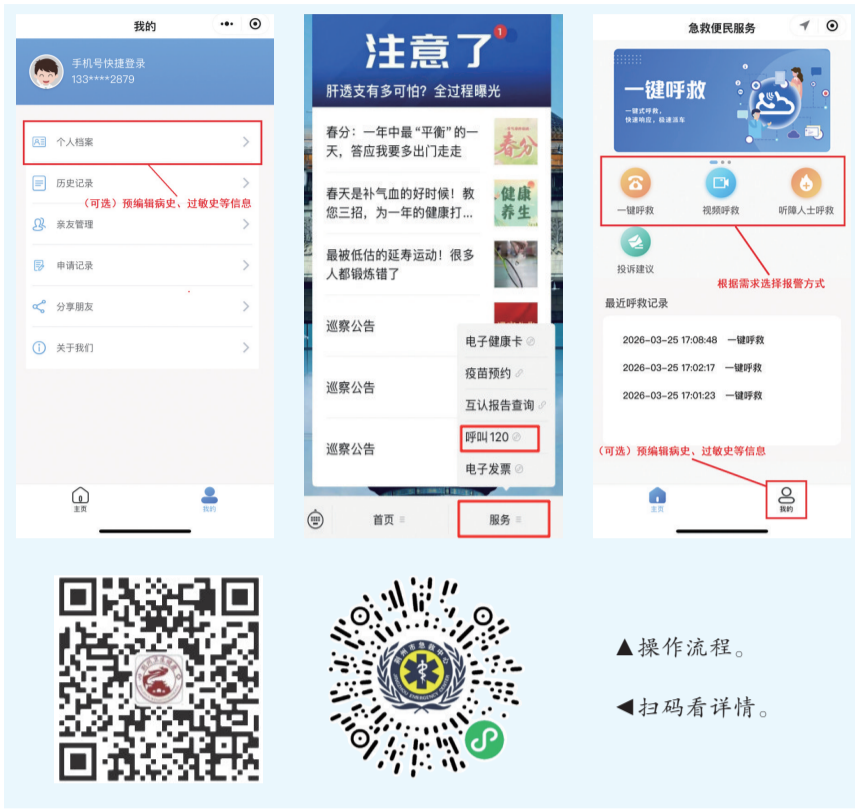 我的
手机号快捷登录
133****2879
个人档案
历史记录
（可选）预编辑病史、过敏史等信息
亲友管理
申请记录
分享朋友
关于我们
主页
我的
注意了
1
肝透支有多可怕？全过程曝光
春分：一年中最“平衡”的一
天，答应我要多出门走走
春分
春天是补气血的好时候！教
您三招，为一年的健康打...
健康
养生
最被低估的延寿运动！很多
人都锻炼错了
巡察公告
巡察公告
巡察公告
电子健康卡
疫苗预约
互认报告查询
呼叫120
电子发票
首页
服务
急救便民服务
一键呼救
一键式呼救，
快速响应，极速派车
一键呼救
视频呼救
听障人士呼救
投诉建议
根据需求选择报警方式
最近呼救记录
2026-03-25 17:08:48 一键呼救
2026-03-25 17:02:17 一键呼救
2026-03-25 17:01:23 一键呼救
（可选）预编辑病史、过敏史等信息
主页
我的
杭州市急救中心
▲操作流程。
◀扫码看详情。